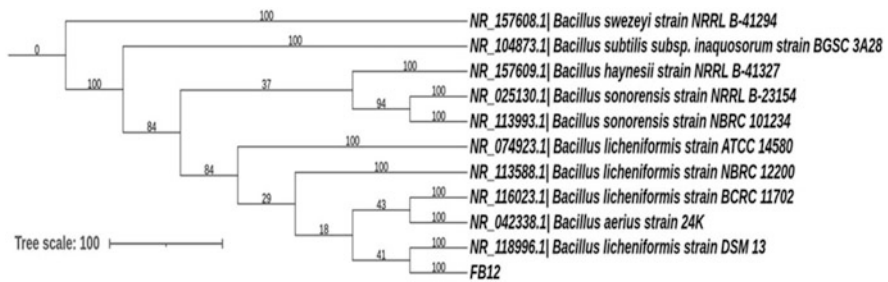 100
NR_157608.1| Bacillus swezeyi strain NRRL B-41294
0
100
NR_104873.1| Bacillus subtilis subsp. inaquosorum strain BGSC 3A28
100
100
NR_157609.1| Bacillus haynesii strain NRRL B-41327
37
100
NR_025130.1| Bacillus sonorensis strain NRRL B-23154
94
100
NR_113993.1| Bacillus sonorensis strain NBRC 101234
84
100
NR_074923.1| Bacillus licheniformis strain ATCC 14580
84
100
NR_113588.1| Bacillus licheniformis strain NBRC 12200
29
100
NR_116023.1| Bacillus licheniformis strain BCRC 11702
43
100
NR_042338.1| Bacillus aerius strain 24K
18
100
NR_118996.1| Bacillus licheniformis strain DSM 13
41
100
FB12
Tree scale: 100